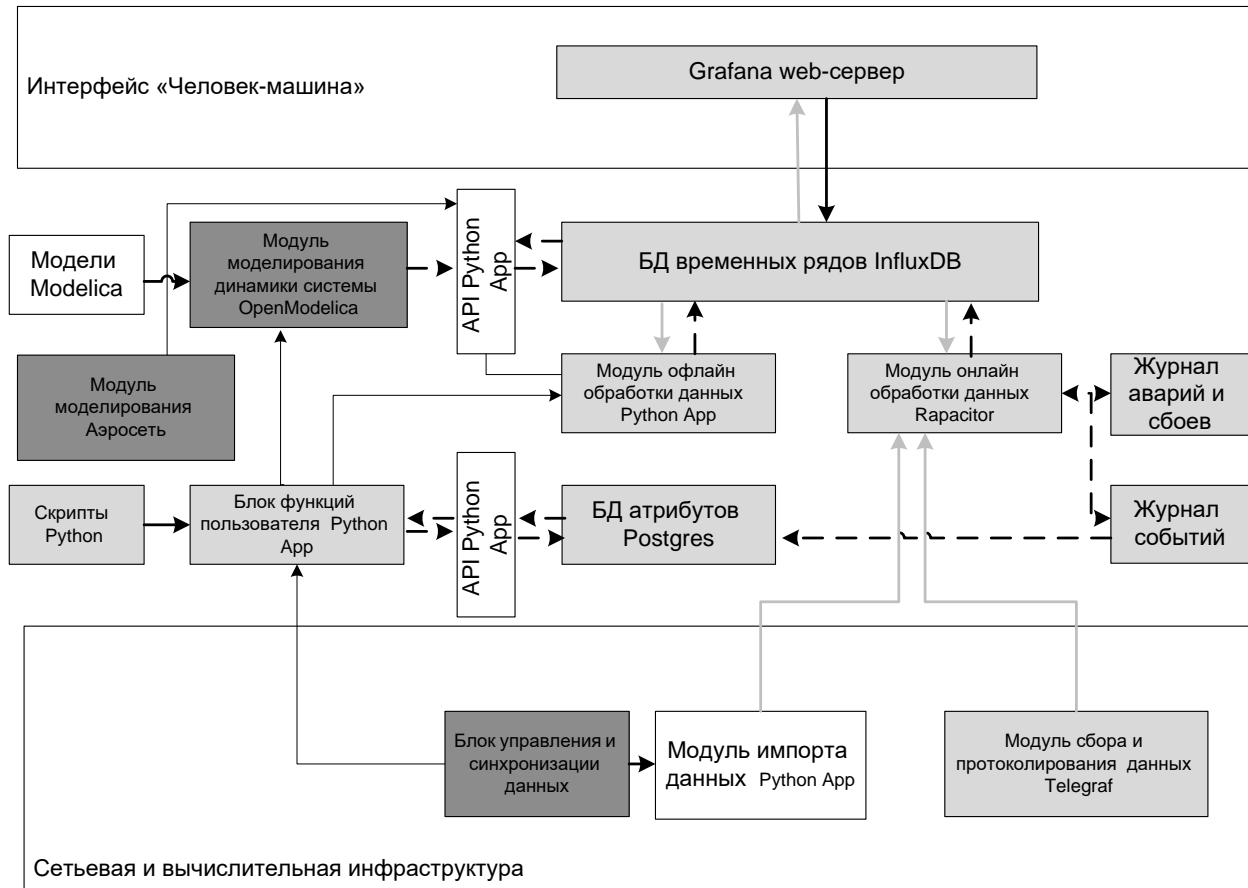 Grafana web-сервер
Интерфейс «Человек-машина»
Модели
Modelica
Модуль
моделирования
динамики системы
OpenModelica
API Python
App
БД временных рядов InfluxDB
Модуль
моделирования
Аэросеть
Модуль офлайн
обработки данных
Python App
Модуль онлайн
обработки данных
Rapacitor
Журнал
аварий и
сбоев
Скрипты
Python
Блок функций
пользователя Python
App
API Python
App
БД атрибутов
Postgres
Журнал
событий
Блок управления и
синхронизации
данных
Модуль импорта
данных Python App
Модуль сбора и
протоколирования данных
Telegraf
Сетьевая и вычислительная инфраструктура